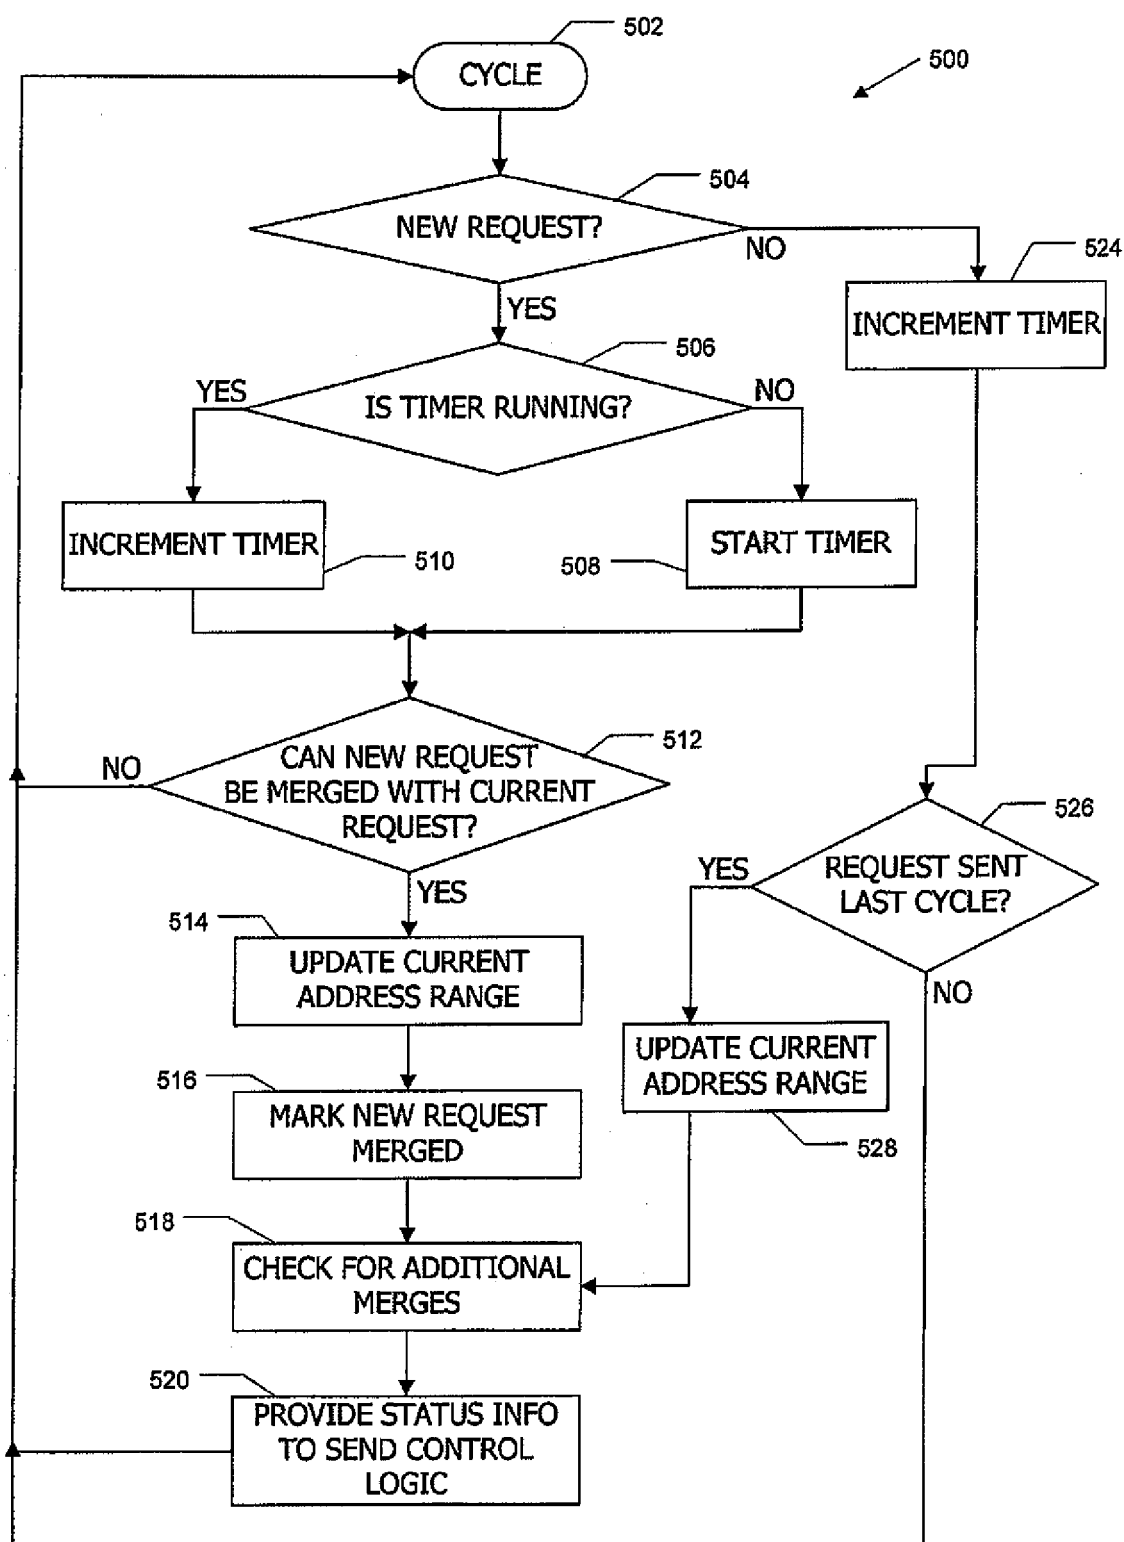 502
CYCLE
500
504
NEW REQUEST?
NO
524
YES
INCREMENT TIMER
506
YES
NO
IS TIMER RUNNING?
INCREMENT TIMER
START TIMER
510
508
512
NO
CAN NEW REQUEST
BE MERGED WITH CURRENT
REQUEST?
526
YES
REQUEST SENT
LAST CYCLE?
YES
514
UPDATE CURRENT
ADDRESS RANGE
NO
UPDATE CURRENT
ADDRESS RANGE
516
MARK NEW REQUEST
MERGED
528
518
CHECK FOR ADDITIONAL
MERGES
520
PROVIDE STATUS INFO
TO SEND CONTROL
LOGIC